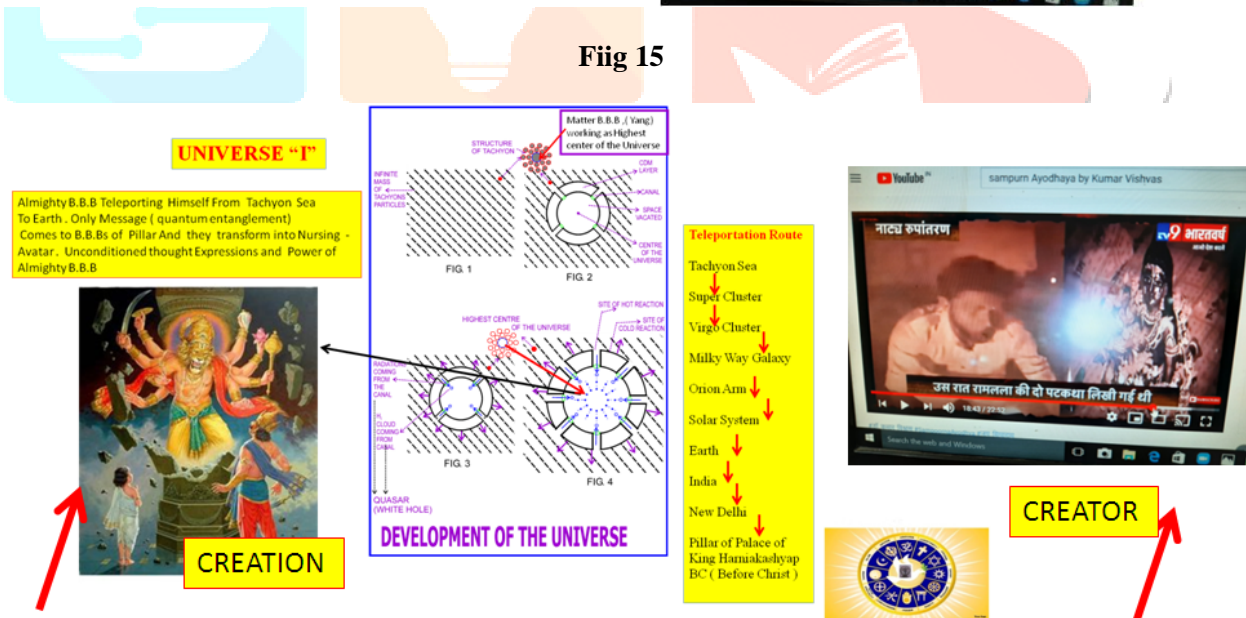 Fiig 15
UNIVERSE “I”
Almighty B.B.B Teleporting Himself From Tachyon Sea
To Earth . Only Message ( quantum entanglement)
Comes to B.B.Bs of Pillar And they transform into Nursing -
Avatar . Unconditioned thought Expressions and Power of
Almighty B.B.B
CREATION
Matter B.B.B ,( Yang)
working as Highest
center of the Universe
STRUCTURE
OF TACHYON
INFINITE
MASS
OF
TACHYONS
PARTICLES
CDM
LAYER
CANAL
SPACE
VACATED
CENTRE
OF THE
UNIVERSE
FIG. 1
FIG. 2
HIGHEST CENTRE
OF THE UNIVERSE
SITE OF HOT REACTION
SITE OF
COLD REACTION
RADIATIONS
COMING
FROM
THE
CANAL
CLOUD
COMING
FROM
CANAL
FIG. 3
FIG. 4
QUASAR
(WHITE HOLE)
DEVELOPMENT OF THE UNIVERSE
Teleportation Route
Tachyon Sea
Super Cluster
Virgo Cluster
Milky Way Galaxy
Orion Arm
Solar System
Earth
India
New Delhi
Pillar of Palace of
King Harniakashyap
BC ( Before Christ )
YouTube IN
sampurn Ayodhaya by Kumar Vishvas
नाट्य रुपांतरण
TV9 भारतवर्ष
उस रात रामलला की दो पटकथा लिखी गई थी
18:43 / 22:52
Search the web and Windows
CREATOR